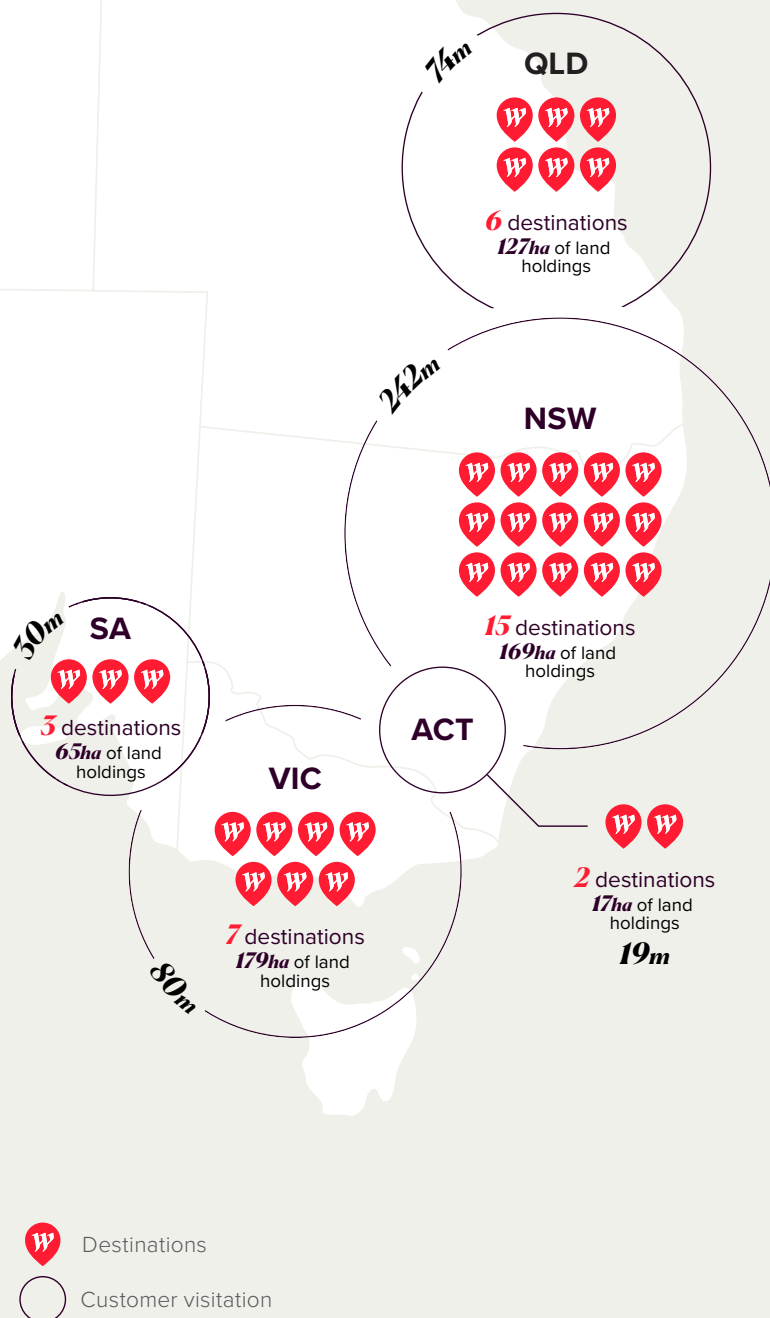 74m
QLD
6 destinations
127ha of land
holdings
242m
NSW
15 destinations
169ha of land
holdings
30m
SA
3 destinations
65ha of land
holdings
ACT
2 destinations
17ha of land
holdings
19m
VIC
7 destinations
179ha of land
holdings
80m
Destinations
Customer visitation